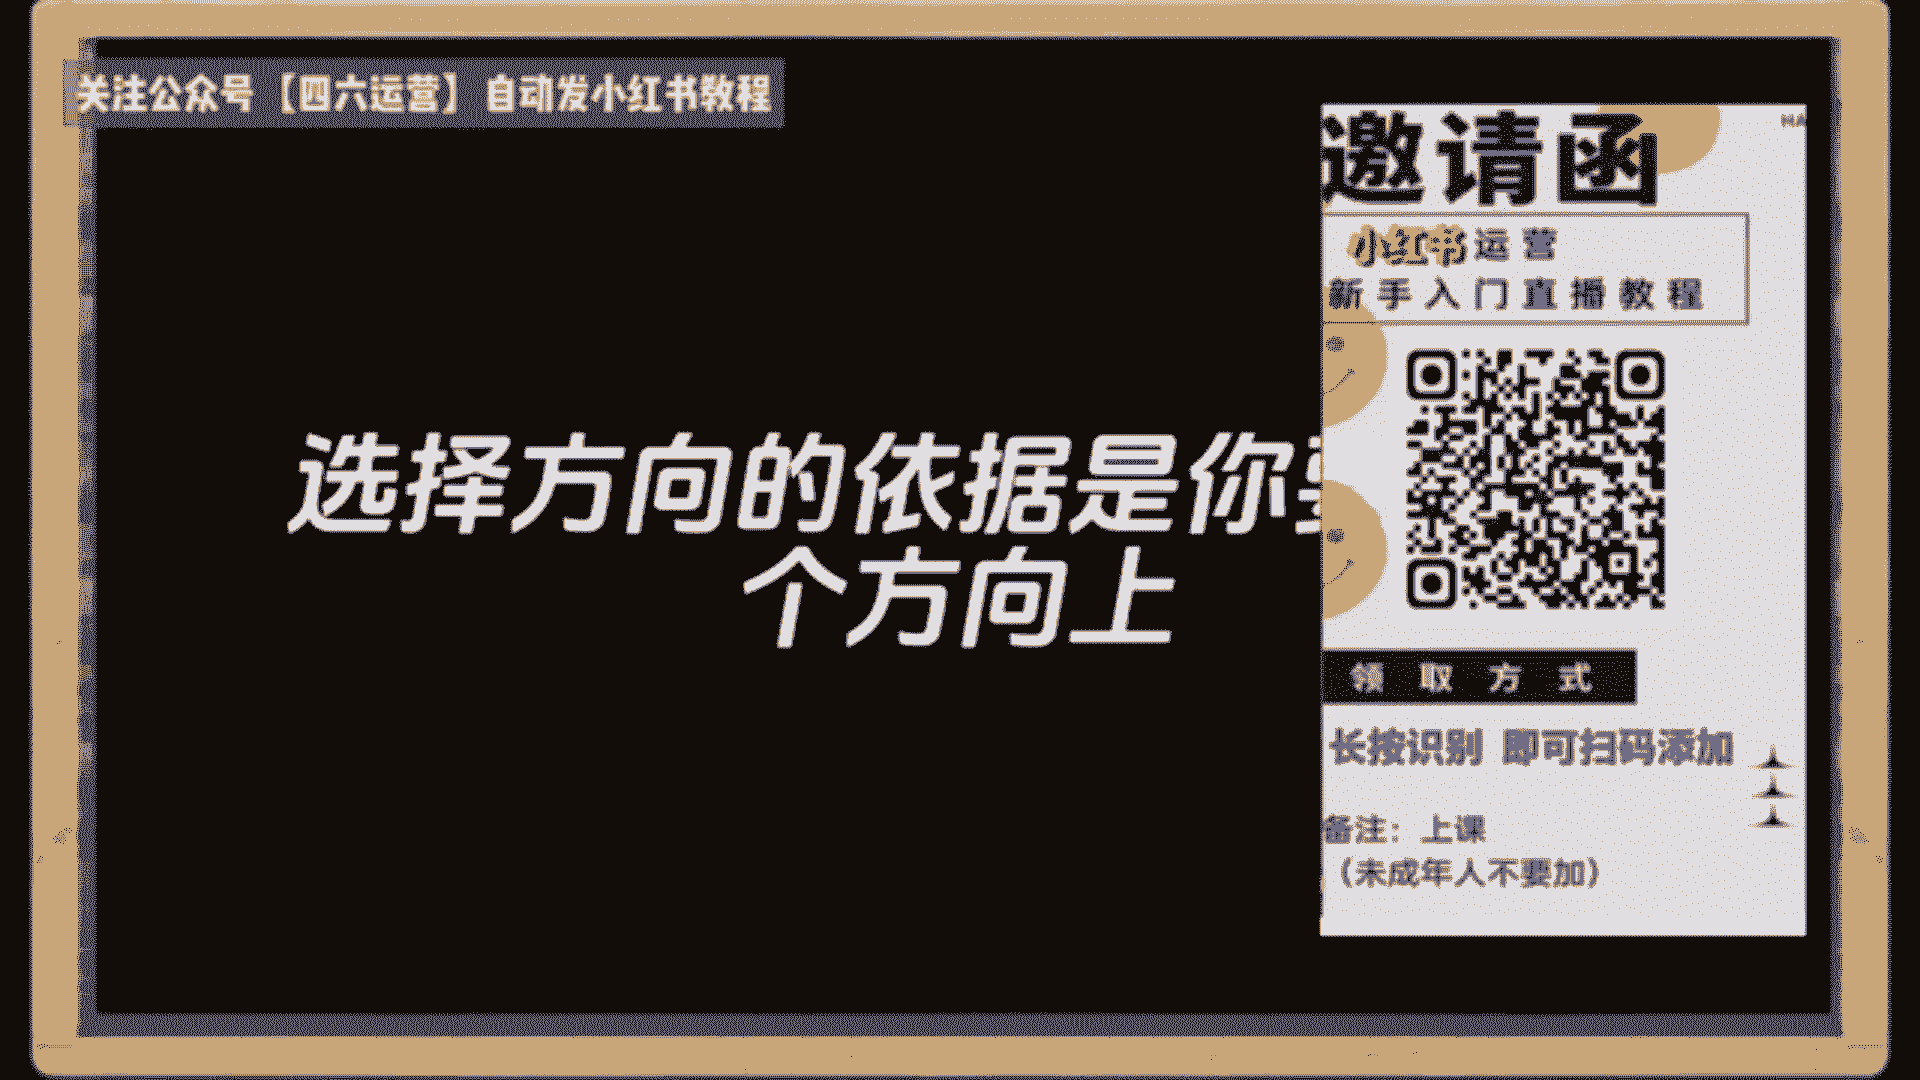 关注公众号【四六运营】自动发小红书教程
选择方向的依据是你
个方向上
邀请函
HA
小红书运营
新手入门直播教程
领取方式
长按识别 即可扫码添加
备注：上课
（未成年人不要加）